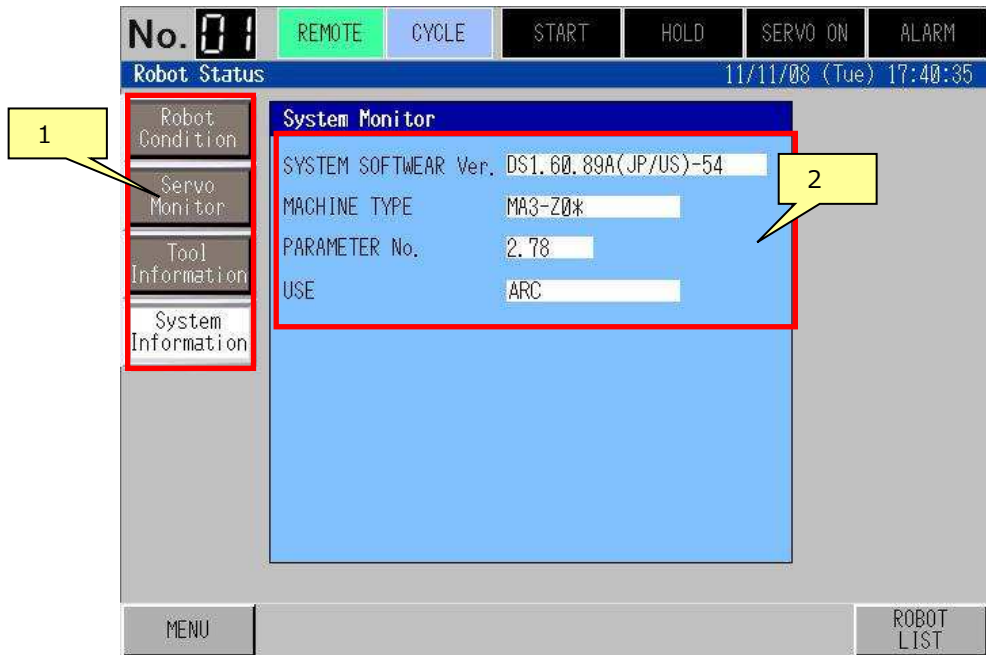 No. 01 REMOTE CYCLE START HOLD SERVO ON ALARM
Robot Status 11/11/08 (Tue) 17:40:35
1
Robot
Condition
Servo
Monitor
Tool
Information
System
Information
System Monitor
SYSTEM SOFTWEAR Ver. DS1.60.89A(JP/US)-54
MACHINE TYPE MA3-Z0*
PARAMETER No. 2.78
USE ARC
2
MENU
ROBOT
LIST